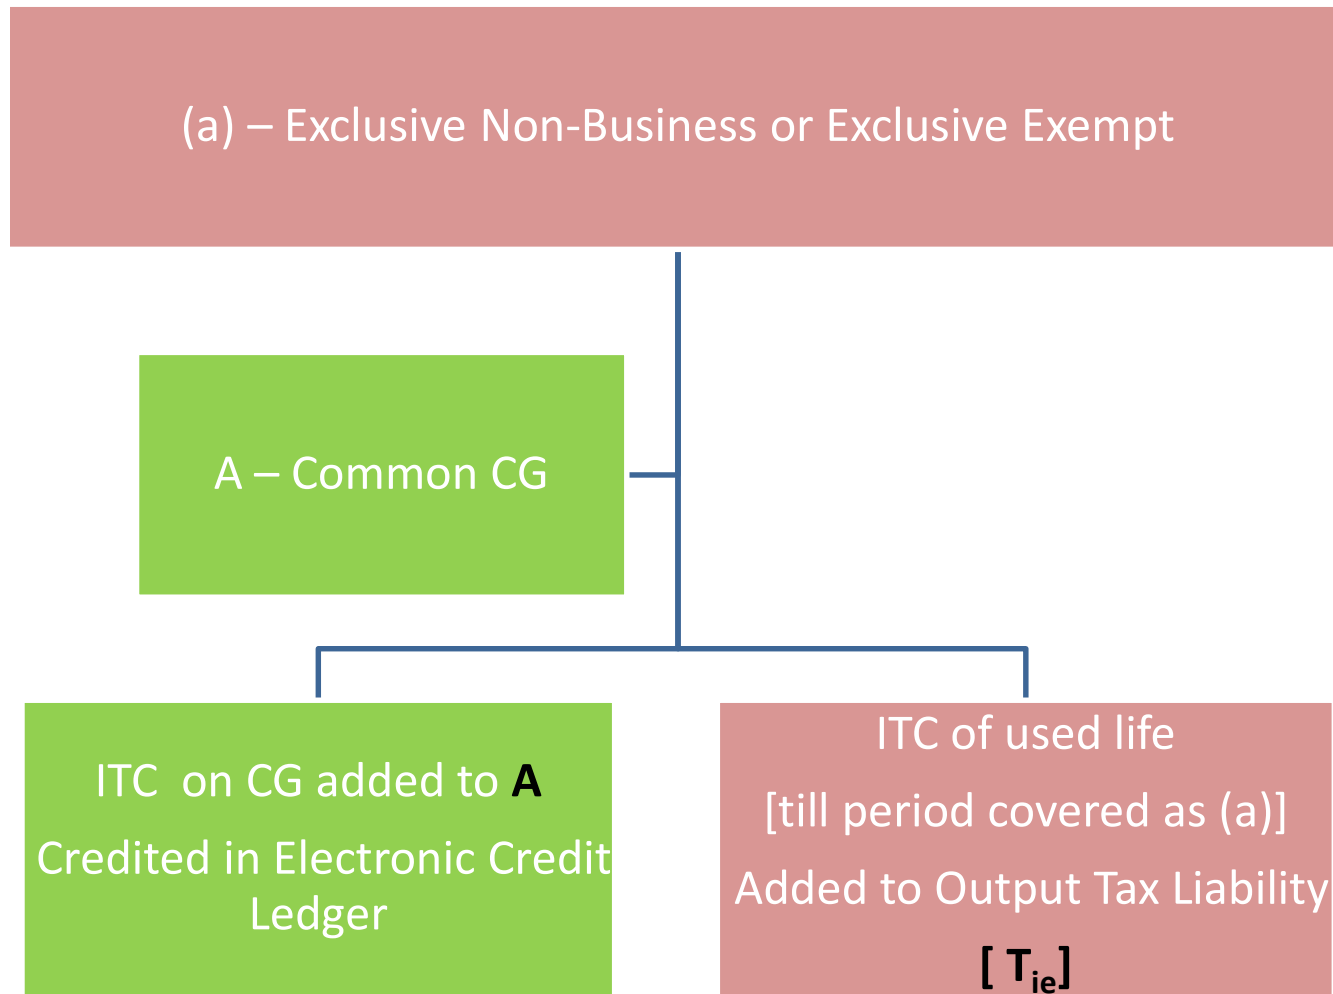 (a) – Exclusive Non-Business or Exclusive Exempt
A – Common CG
ITC on CG added to A
Credited in Electronic Credit
Ledger
ITC of used life
[till period covered as (a)]
Added to Output Tax Liability
[ Tie]